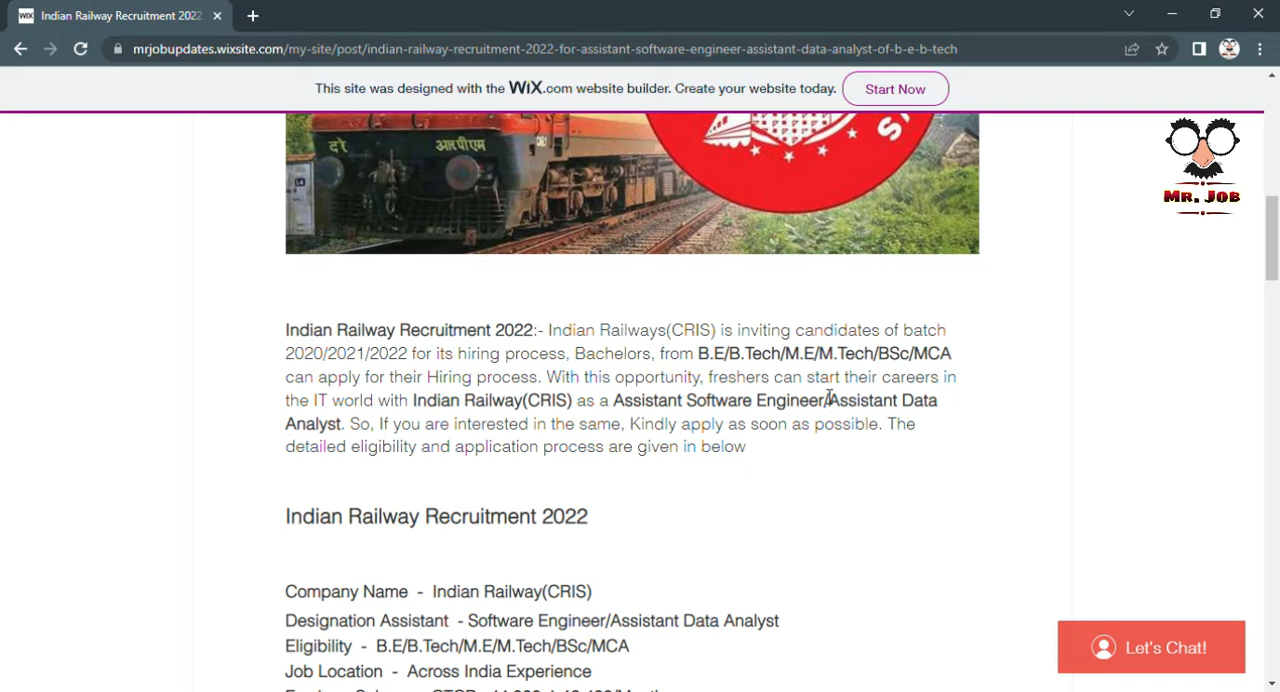 WiX Indian Railway Recruitment 2022
mrjobupdates.wixsite.com/my-site/post/indian-railway-recruitment-2022-for-assistant-software-engineer-assistant-data-analyst-of-b-e-b-tech
This site was designed with the WiX.com website builder. Create your website today.
Start Now
दरे
आरपीएम
MR. JOB
Indian Railway Recruitment 2022:- Indian Railways(CRIS) is inviting candidates of batch
2020/2021/2022 for its hiring process, Bachelors, from B.E/B.Tech/M.E/M.Tech/BSc/MCA
can apply for their Hiring process. With this opportunity, freshers can start their careers in
the IT world with Indian Railway(CRIS) as a Assistant Software Engineer/Assistant Data
Analyst. So, If you are interested in the same, Kindly apply as soon as possible. The
detailed eligibility and application process are given in below
Indian Railway Recruitment 2022
Company Name - Indian Railway(CRIS)
Designation Assistant - Software Engineer/Assistant Data Analyst
Eligibility - B.E/B.Tech/M.E/M.Tech/BSc/MCA
Job Location - Across India Experience
Let's Chat!